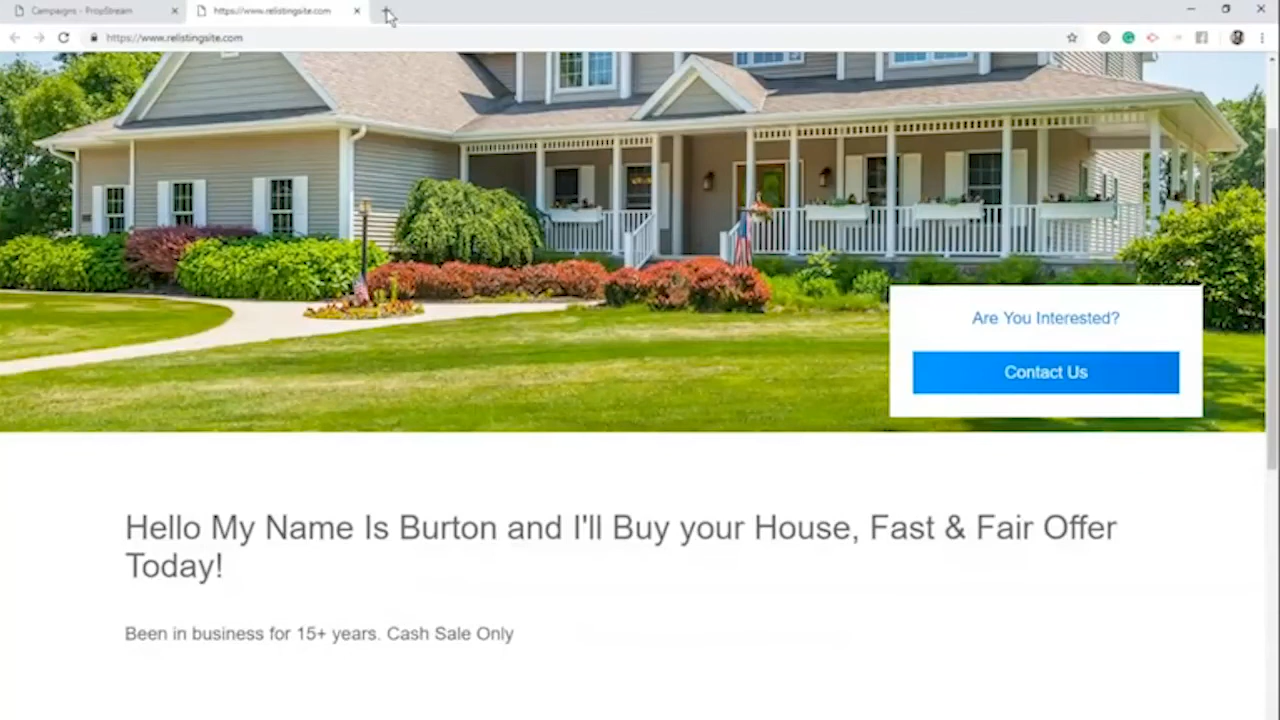 Campaigns - PropStream
https://www.relistingsite.com
https://www.relistingsite.com
Are You Interested?
Contact Us
Hello My Name Is Burton and I'll Buy your House, Fast & Fair Offer
Today!
Been in business for 15+ years. Cash Sale Only